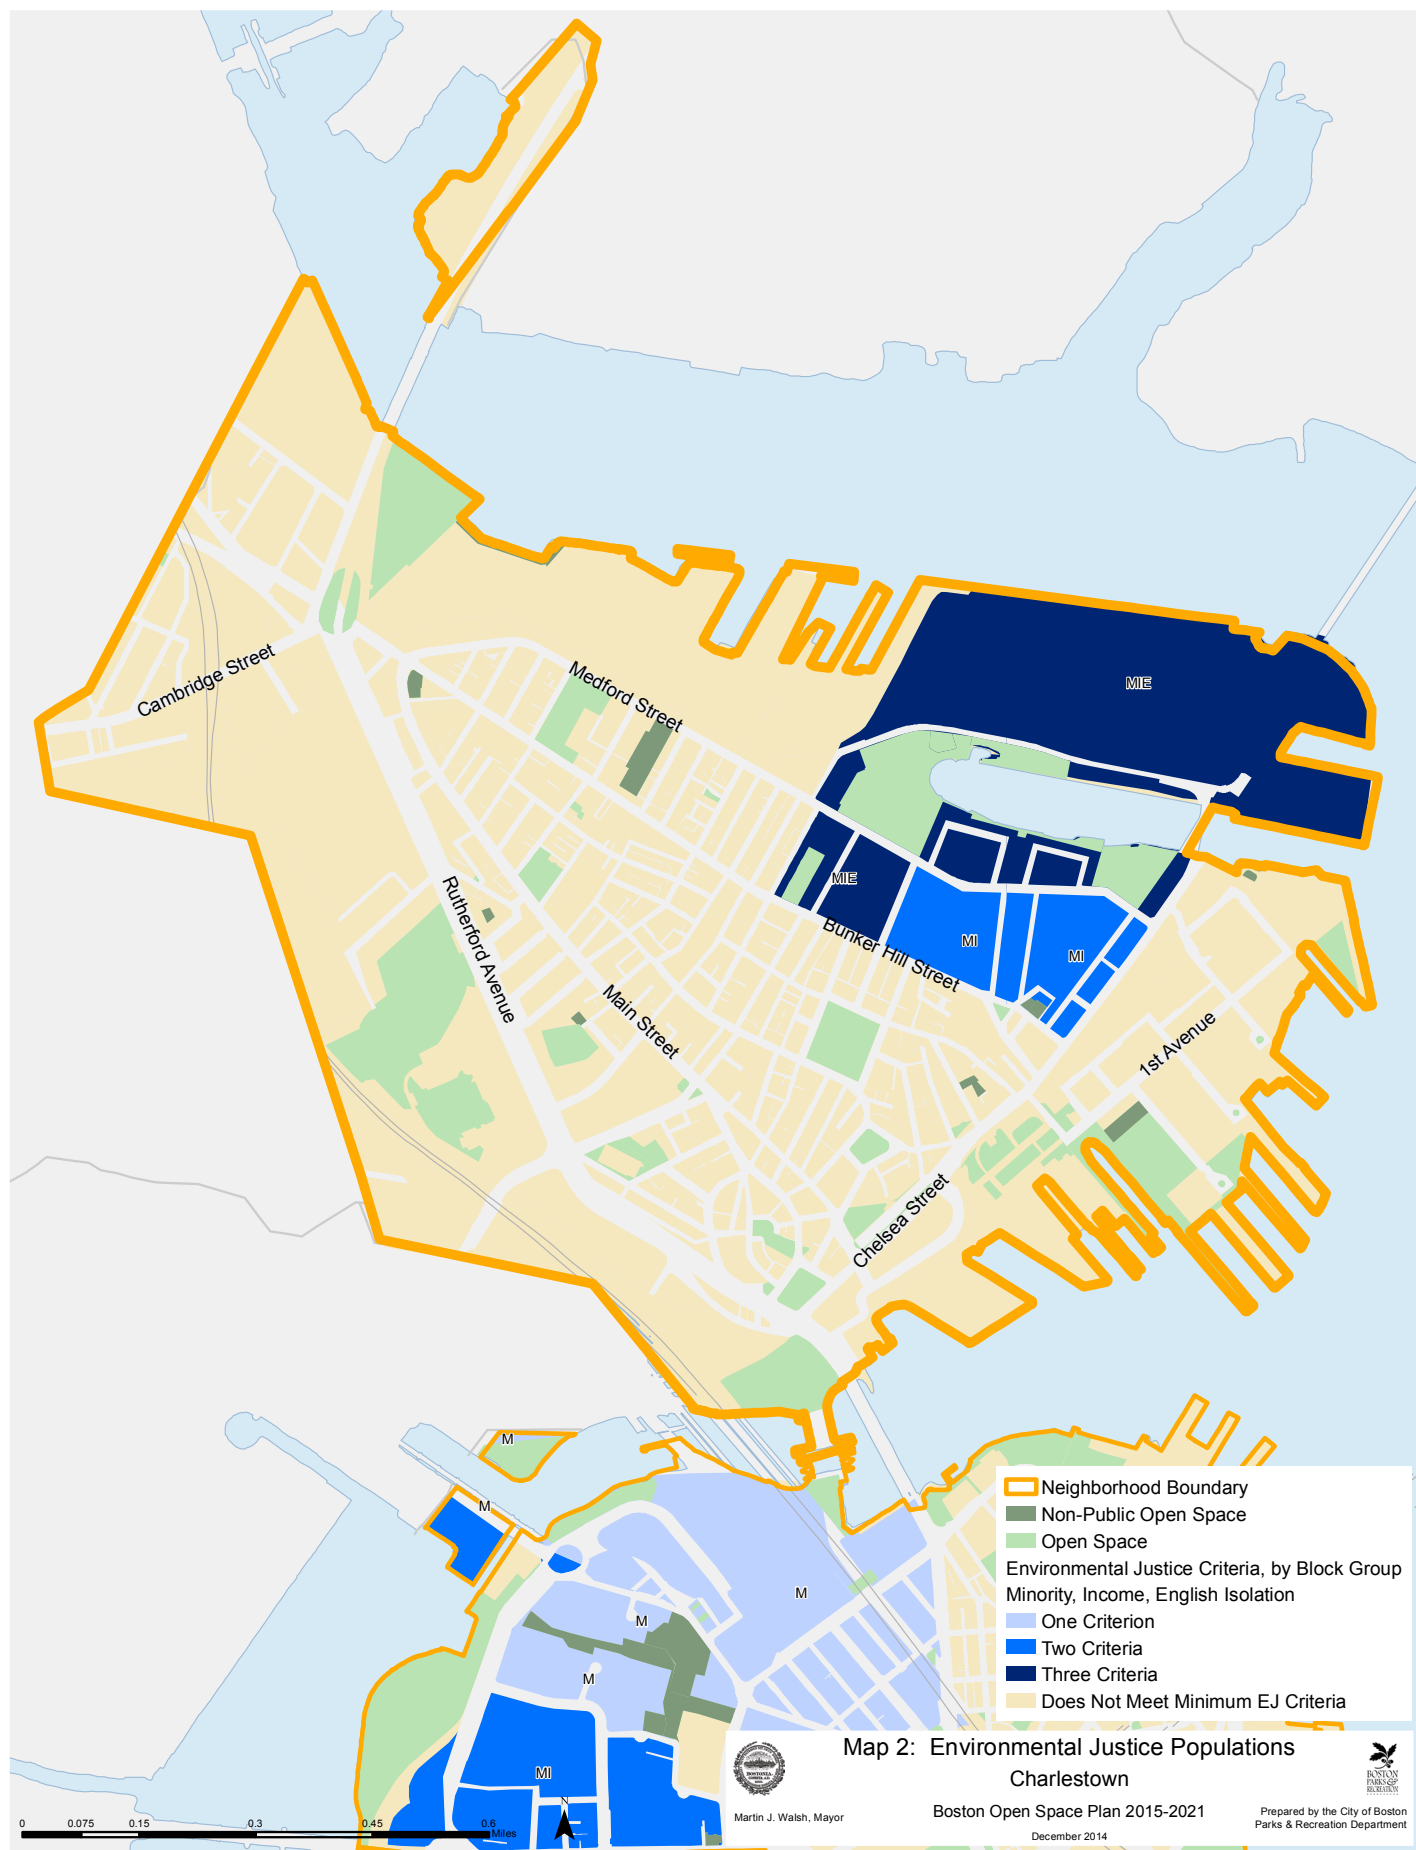 Cambridge Street
Medford Street
MIE
MIE
Rutherford Avenue
Bunker Hill Street
MI
MI
Main Street
1st Avenue
Chelsea Street
M
M
M
M
M
MI
Neighborhood Boundary
Non-Public Open Space
Open Space
Environmental Justice Criteria, by Block Group
Minority, Income, English Isolation
One Criterion
Two Criteria
Three Criteria
Does Not Meet Minimum EJ Criteria
Map 2: Environmental Justice Populations
Charlestown
Boston Open Space Plan 2015-2021
December 2014
Martin J. Walsh, Mayor
BOSTON
PARKS &
RECREATION
Prepared by the City of Boston
Parks & Recreation Department
0 0.075 0.15 0.3 0.45 0.6
Miles
N